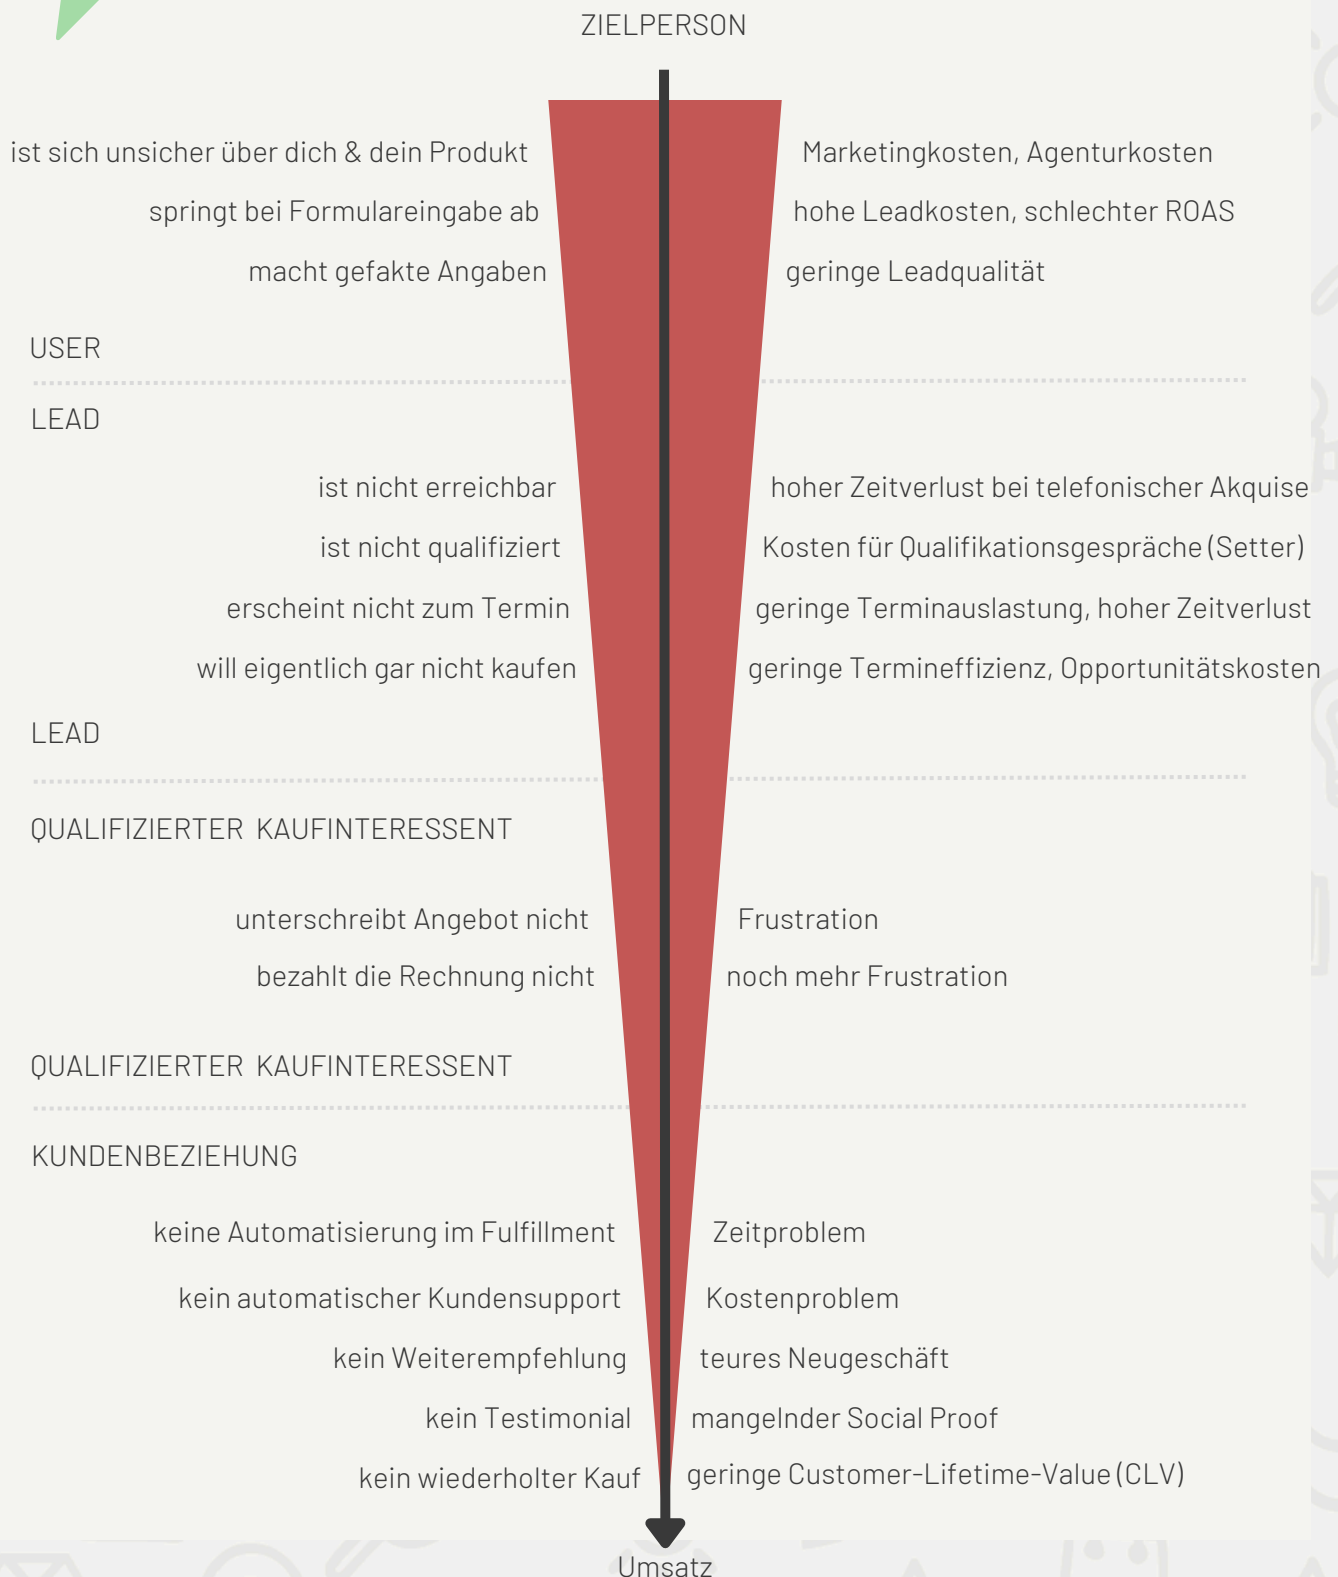 ZIELPERSON
ist sich unsicher über dich & dein Produkt
Marketingkosten, Agenturkosten
springt bei Formulareingabe ab
hohe Leadkosten, schlechter ROAS
macht gefakte Angaben
geringe Leadqualität
USER
LEAD
ist nicht erreichbar
hoher Zeitverlust bei telefonischer Akquise
ist nicht qualifiziert
Kosten für Qualifikationsgespräche (Setter)
erscheint nicht zum Termin
geringe Terminauslastung, hoher Zeitverlust
will eigentlich gar nicht kaufen
geringe Termineffizienz, Opportunitätskosten
LEAD
QUALIFIZIERTER KAUFINTERESSENT
unterschreibt Angebot nicht
Frustration
bezahlt die Rechnung nicht
noch mehr Frustration
QUALIFIZIERTER KAUFINTERESSENT
KUNDENBEZIEHUNG
keine Automatisierung im Fulfillment
Zeitproblem
kein automatischer Kundensupport
Kostenproblem
kein Weiterempfehlung
teures Neugeschäft
kein Testimonial
mangelnder Social Proof
kein wiederholter Kauf
geringe Customer-Lifetime-Value (CLV)
Umsatz